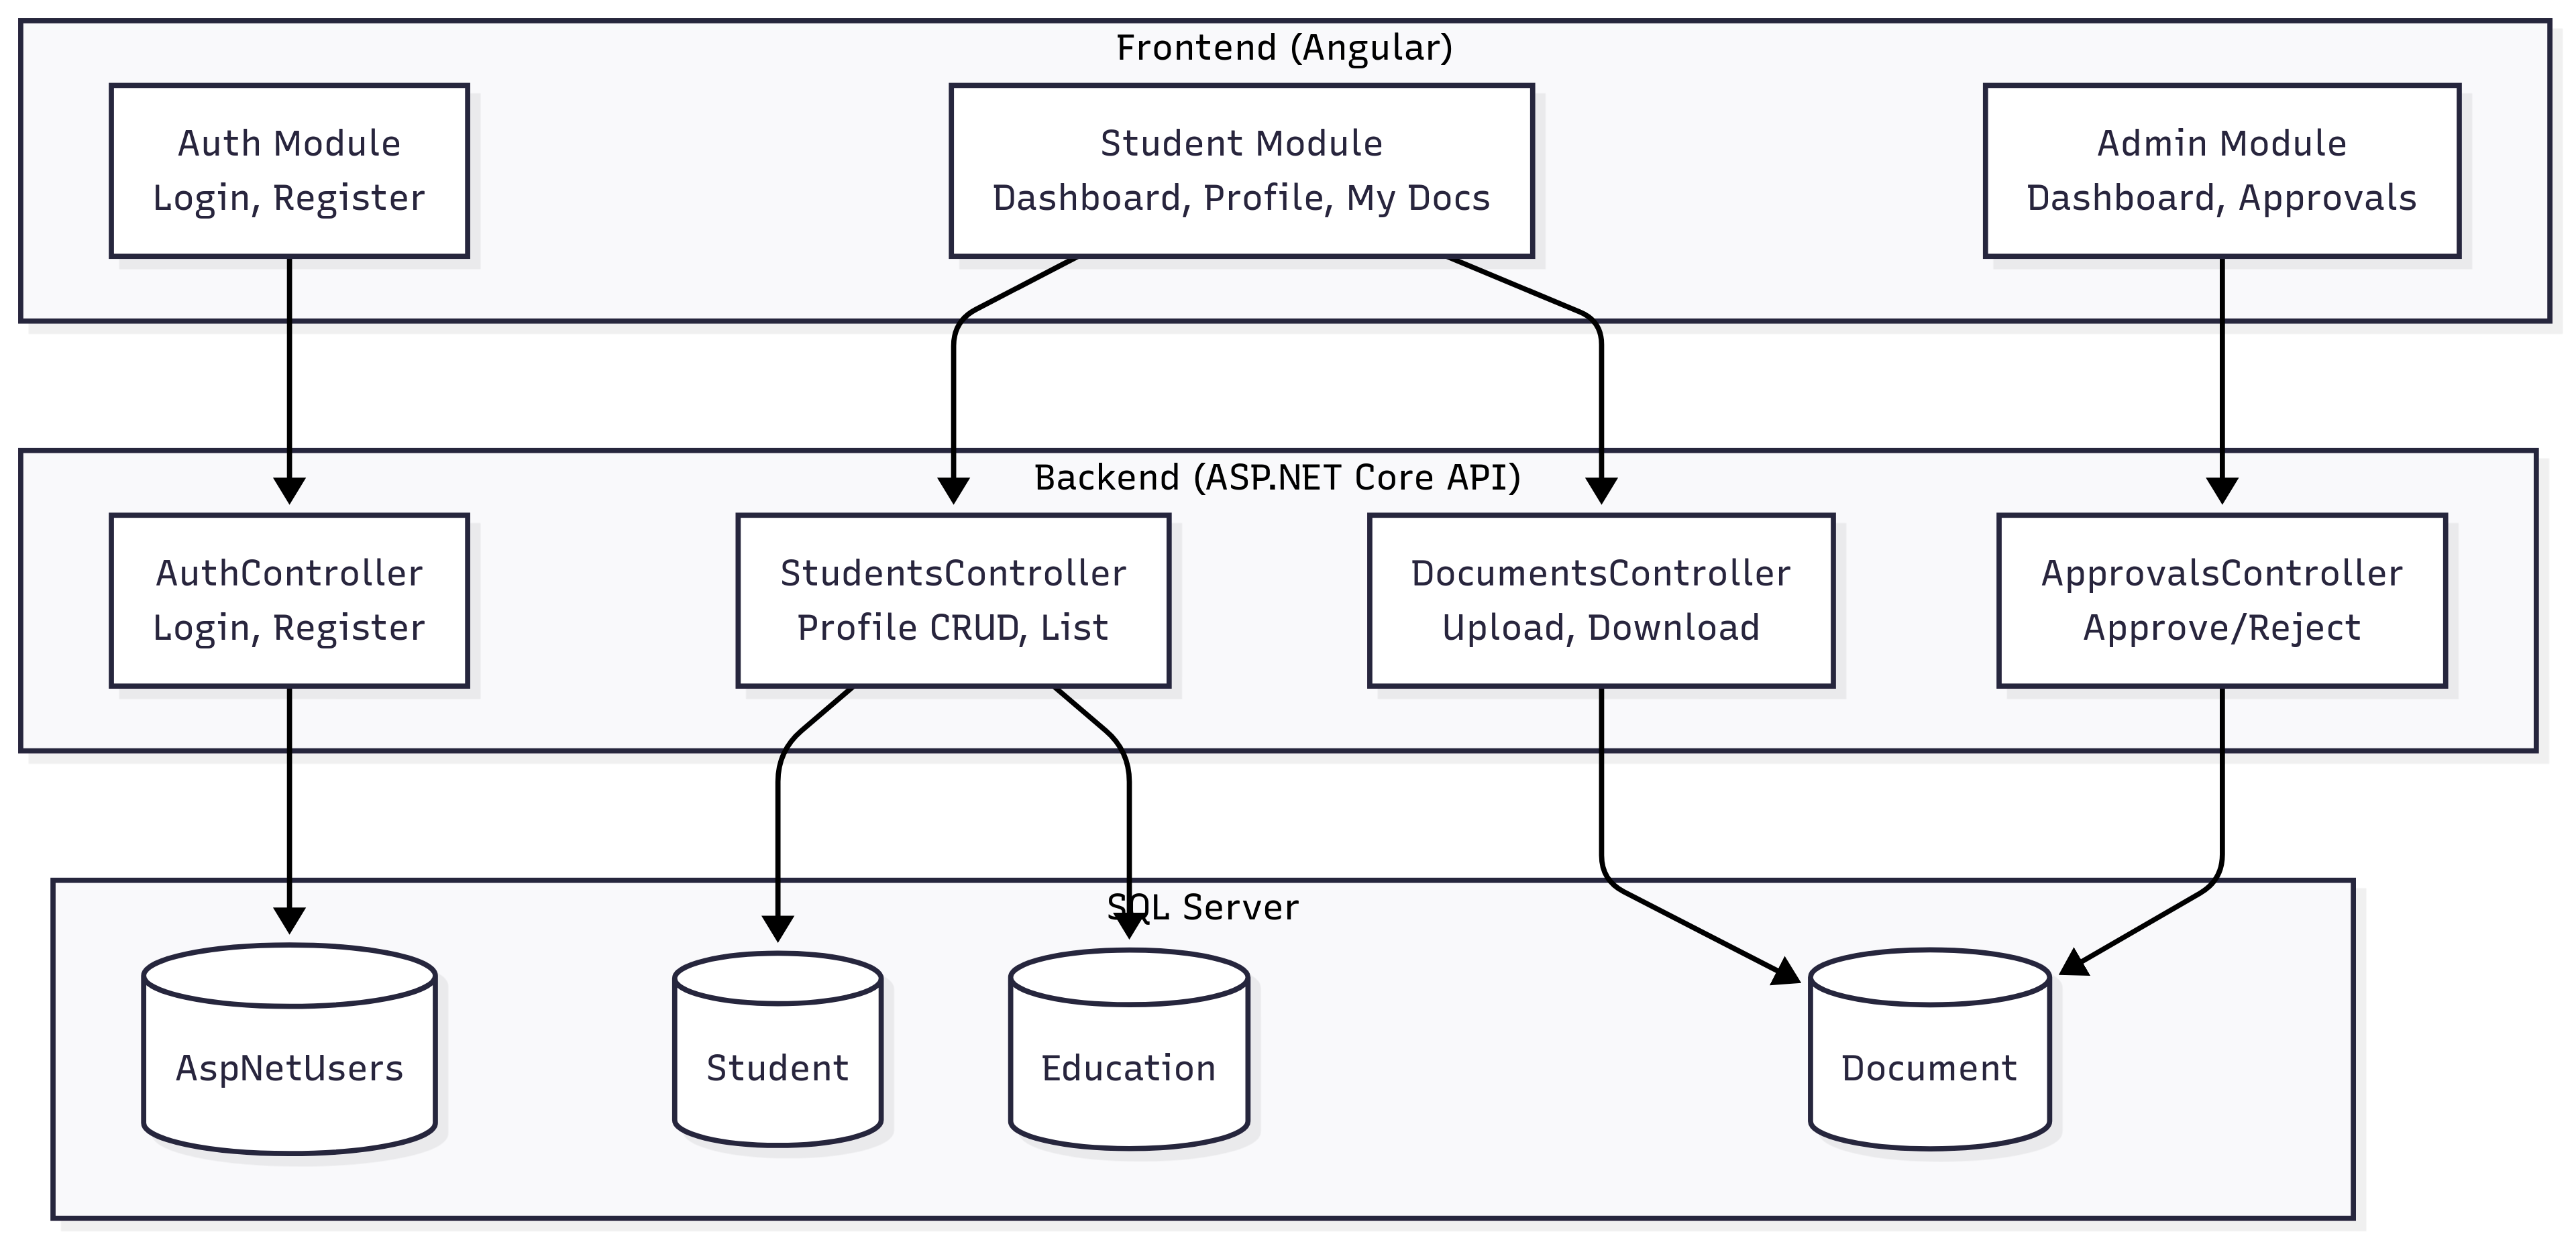 Frontend (Angular)
Auth Module
Login, Register
Student Module
Dashboard, Profile, My Docs
Admin Module
Dashboard, Approvals
Backend (ASP.NET Core API)
AuthController
Login, Register
StudentsController
Profile CRUD, List
DocumentsController
Upload, Download
ApprovalsController
Approve/Reject
SQL Server
AspNetUsers
Student
Education
Document